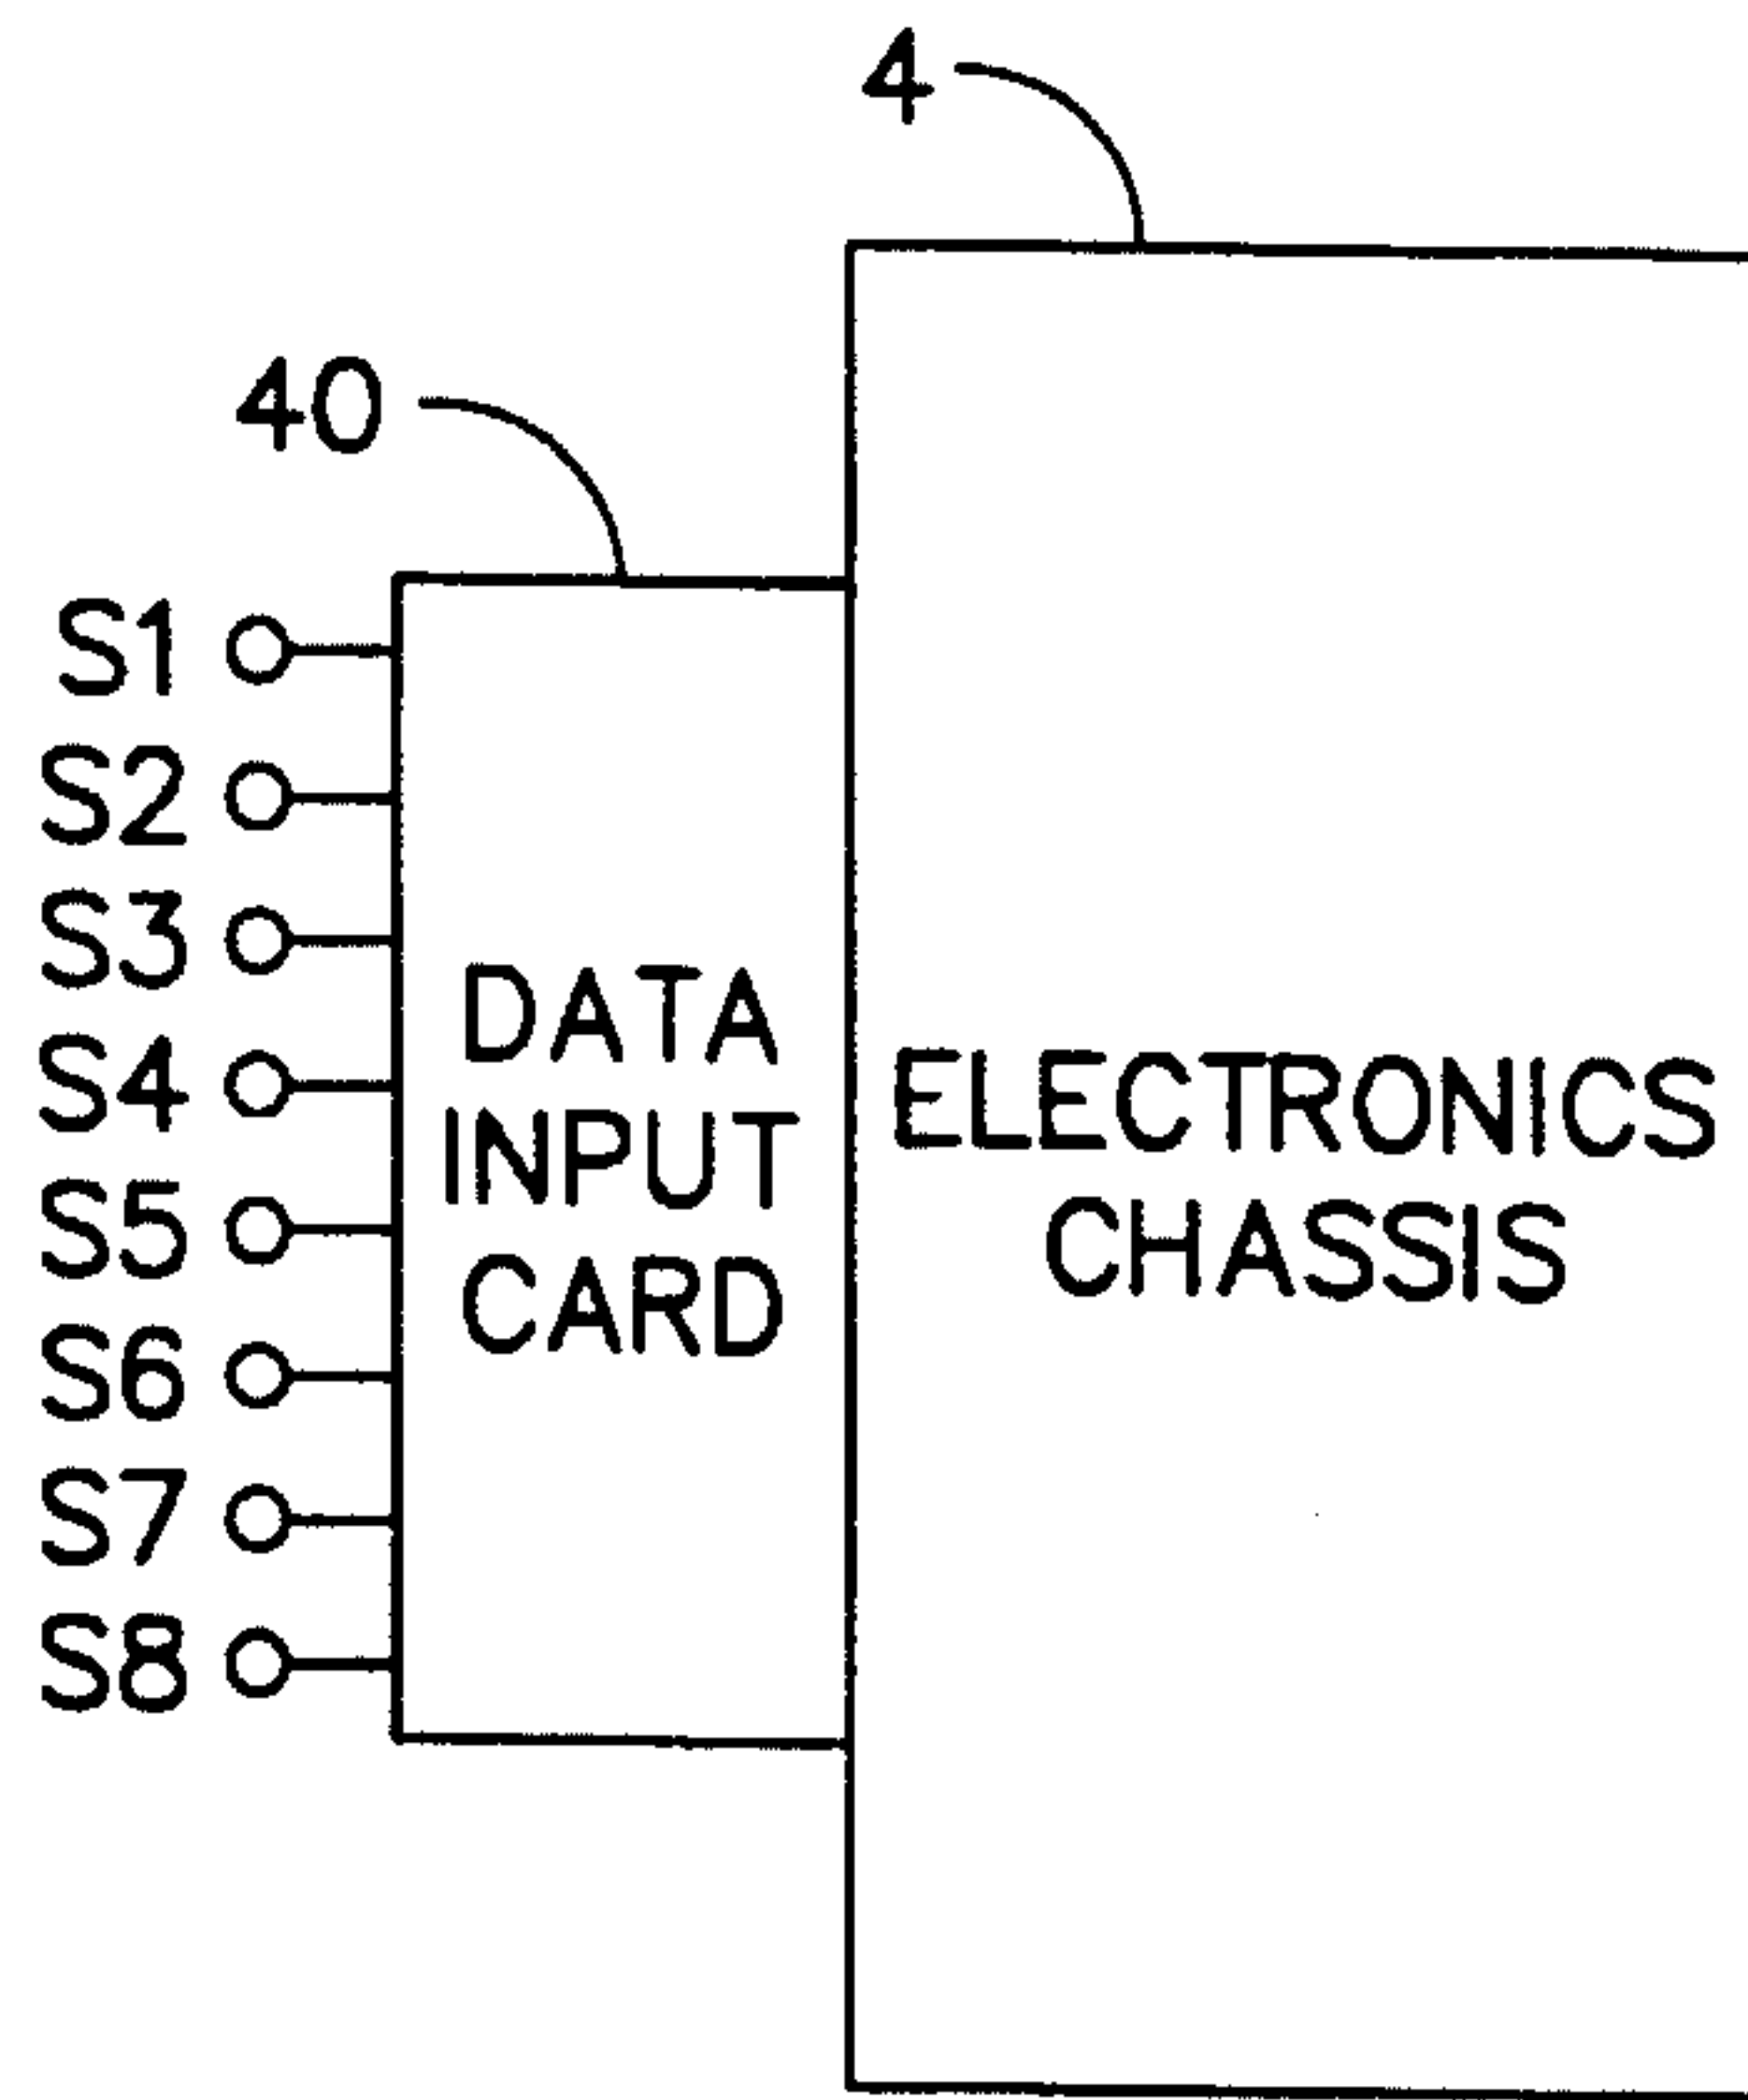 4
40
S1
S2
S3
S4
S5
S6
S7
S8
DATA
INPUT
CARD
ELECTRONICS
CHASSIS